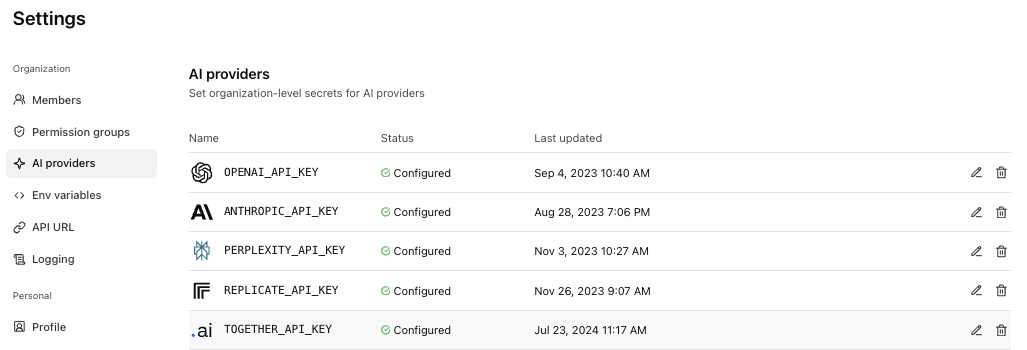 Settings
Organization
Members
Permission groups
AI providers
Env variables
API URL
Logging
Personal
Profile
AI providers
Set organization-level secrets for AI providers
Name Status Last updated
OPENAI_API_KEY Configured Sep 4, 2023 10:40 AM
ANTHROPIC_API_KEY Configured Aug 28, 2023 7:06 PM
PERPLEXITY_API_KEY Configured Nov 3, 2023 10:27 AM
REPLICATE_API_KEY Configured Nov 26, 2023 9:07 AM
.ai TOGETHER_API_KEY Configured Jul 23, 2024 11:17 AM